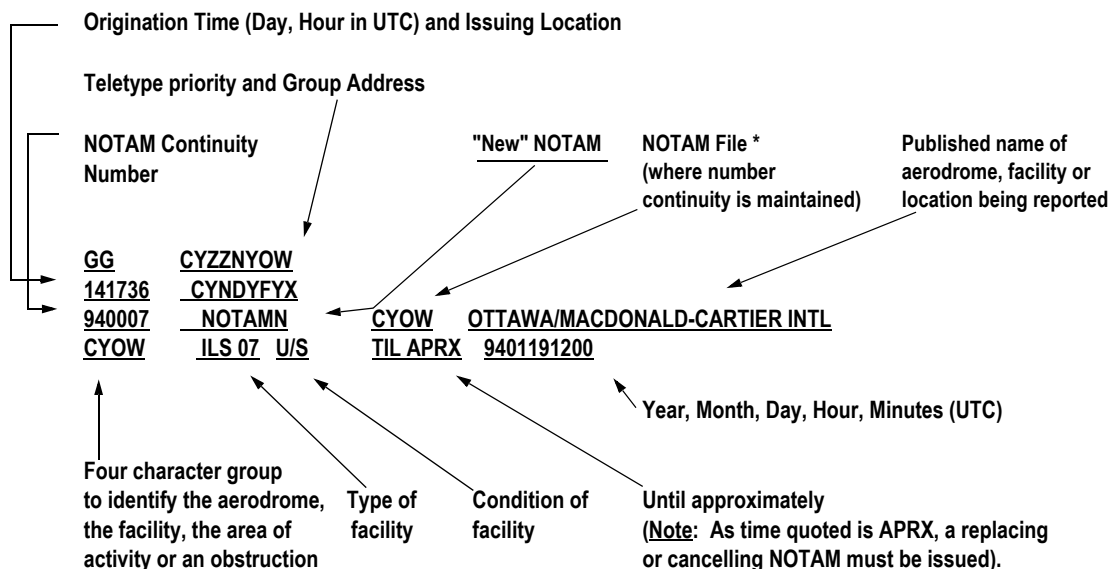 Origination Time (Day, Hour in UTC) and Issuing Location
Teletype priority and Group Address
NOTAM Continuity
Number
"New" NOTAM
NOTAM File *
(where number
continuity is maintained)
Published name of
aerodrome, facility or
location being reported
GG CYZZNYOW
141736 CYNDYFYX
940007 NOTAMN CYOW OTTAWA/MACDONALD-CARTIER INTL
CYOW ILS 07 U/S TIL APRX 9401191200
Year, Month, Day, Hour, Minutes (UTC)
Four character group
to identify the aerodrome,
the facility, the area of
activity or an obstruction
Type of
facility
Condition of
facility
Until approximately
(Note: As time quoted is APRX, a replacing
or cancelling NOTAM must be issued).